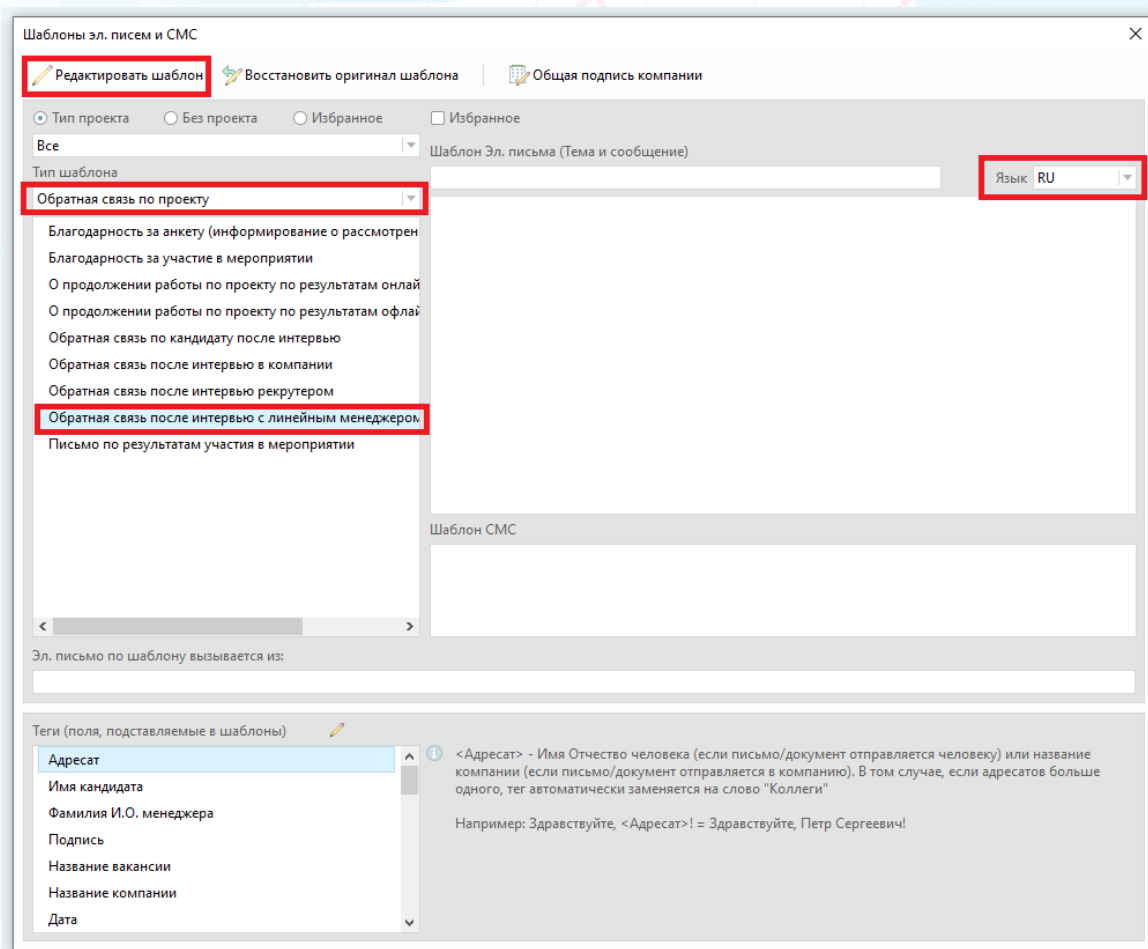 Шаблоны эл. писем и СМС
Редактировать шаблон
Восстановить оригинал шаблона
Общая подпись компании
Тип проекта
Без проекта
Избранное
Избранное
Все
Шаблон Эл. письма (Тема и сообщение)
Тип шаблона
Язык RU
Обратная связь по проекту
Благодарность за анкету (информирование о рассмотрен
Благодарность за участие в мероприятии
О продолжении работы по проекту по результатам онлай
О продолжении работы по проекту по результатам офлай
Обратная связь по кандидату после интервью
Обратная связь после интервью в компании
Обратная связь после интервью рекрутером
Обратная связь после интервью с линейным менеджером
Письмо по результатам участия в мероприятии
Шаблон СМС
Эл. письмо по шаблону вызывается из:
Теги (поля, подставляемые в шаблоны)
Адресат
Имя кандидата
Фамилия И.О. менеджера
Подпись
Название вакансии
Название компании
Дата
<Адресат> - Имя Отчество человека (если письмо/документ отправляется человеку) или название
компании (если письмо/документ отправляется в компанию). В том случае, если адресатов больше
одного, тег автоматически заменяется на слово "Коллеги"
Например: Здравствуйте, <Адресат>! = Здравствуйте, Петр Сергеевич!